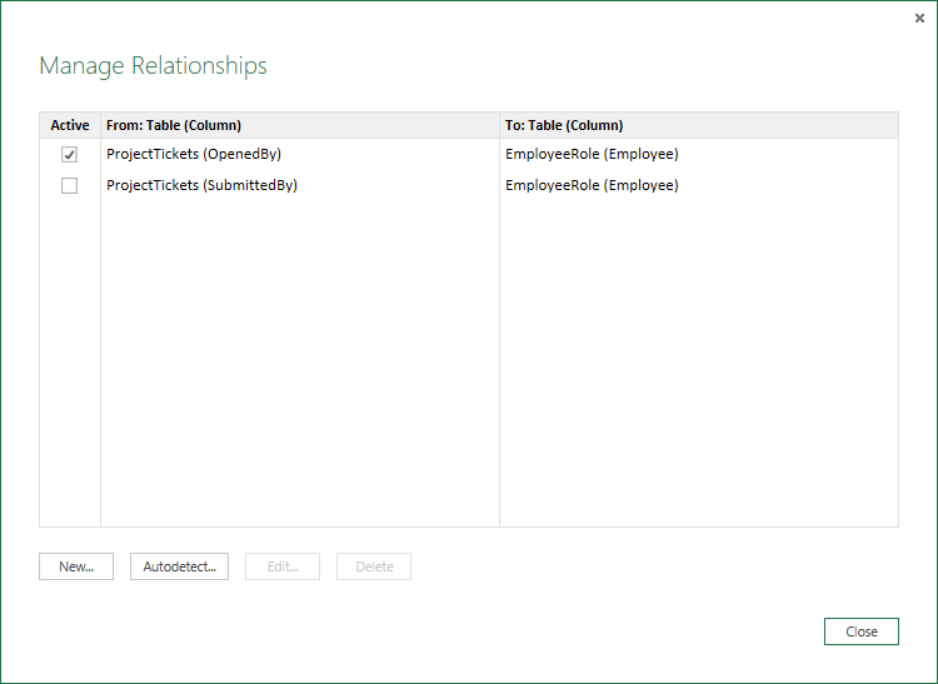 ×
Manage Relationships
Active From: Table (Column) To: Table (Column)
ProjectTickets (OpenedBy) EmployeeRole (Employee)
ProjectTickets (SubmittedBy) EmployeeRole (Employee)
New... Autodetect... Edit... Delete
Close